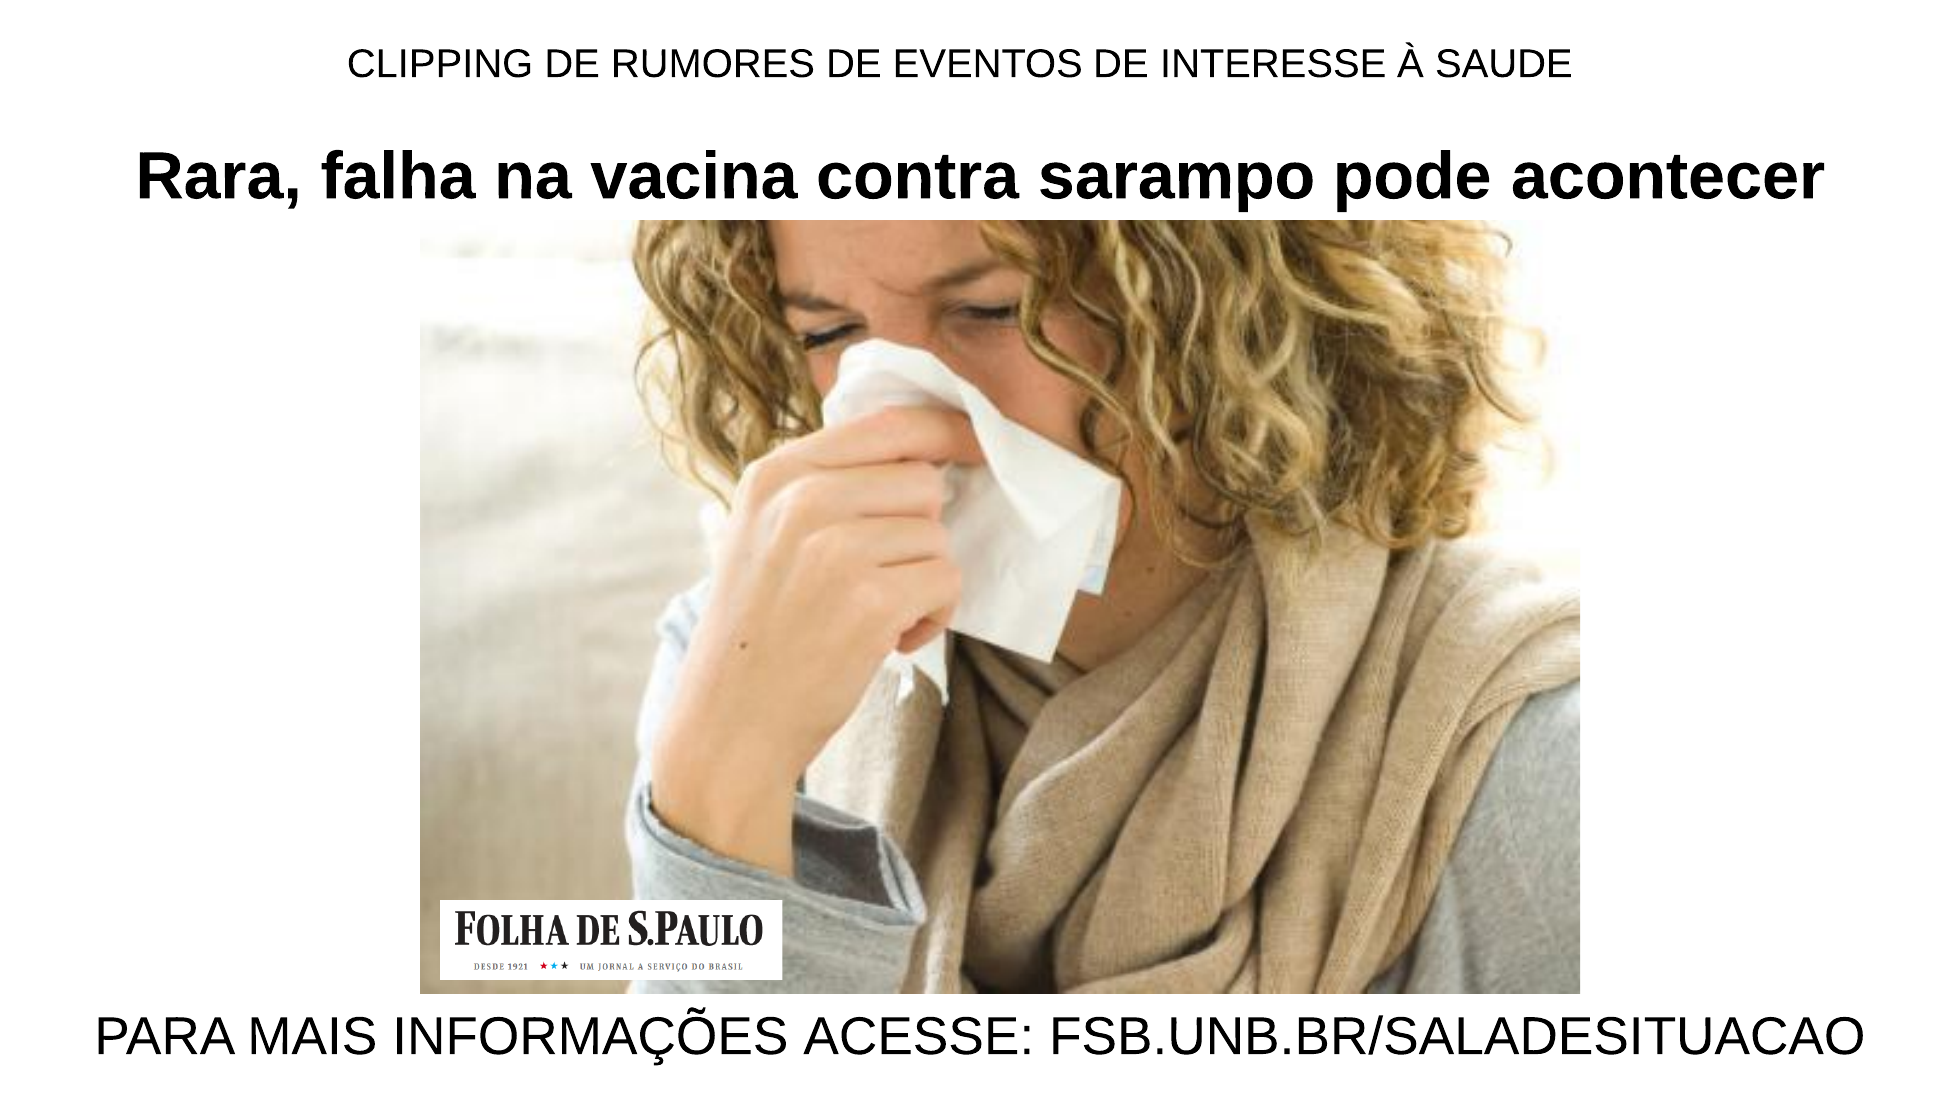 CLIPPING DE RUMORES DE EVENTOS DE INTERESSE À SAUDE
Rara, falha na vacina contra sarampo pode acontecer
FOLHA DE S.PAULO
DESDE 1921 ★★★ UM JORNAL A SERVIÇO DO BRASIL
PARA MAIS INFORMAÇÕES ACESSE: FSB.UNB.BR/SALADESITUACAO